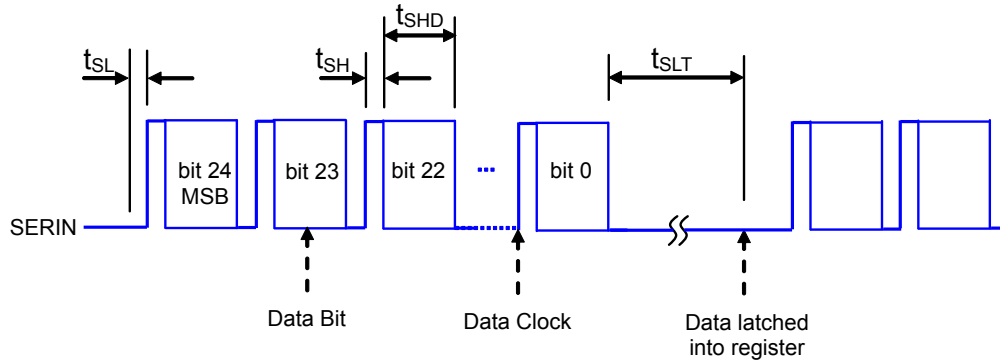 tSHD
tSL
tSH
tSLT
bit 24
MSB
bit 23
bit 22
...
bit 0
SERIN
Data Bit
Data Clock
Data latched
into register